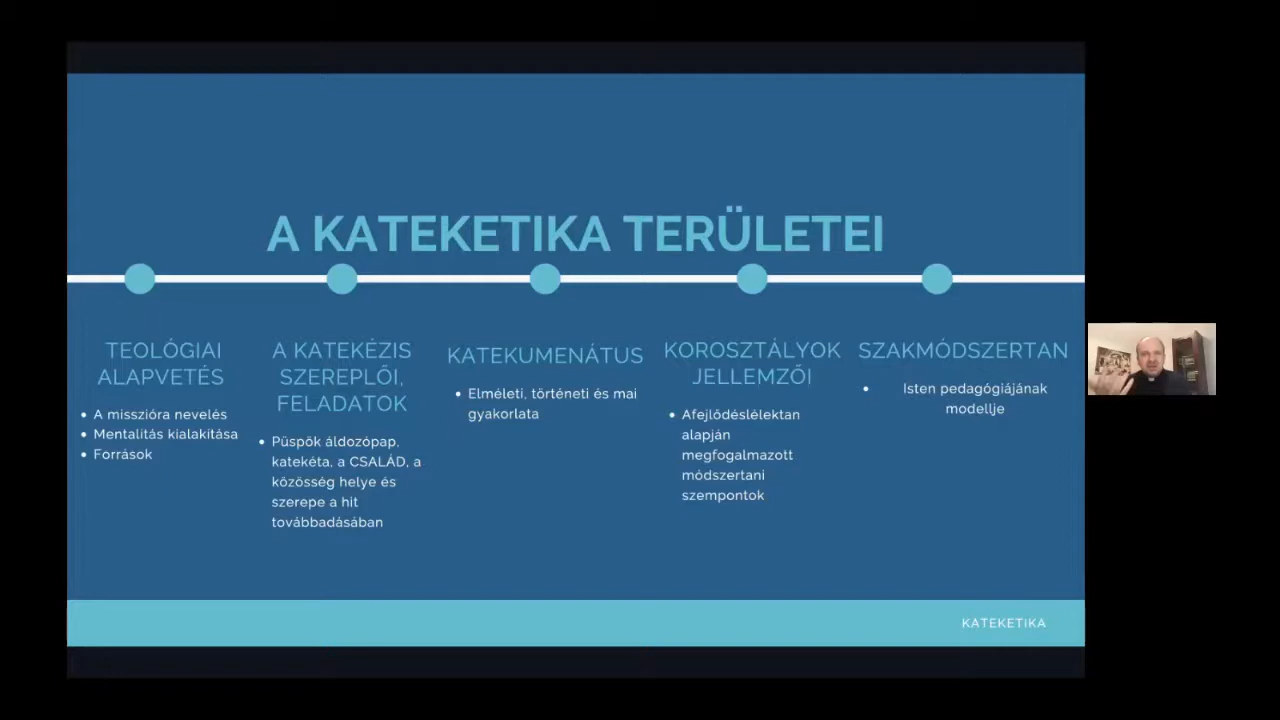 A KATEKETIKA TERÜLETEI
TEOLÓGIAI
ALAPVETÉS
A misszióra nevelés
Mentalítás kialakítása
Források
A KATEKÉZIS
SZEREPLŐI,
FELADATOK
Püspök áldozópap,
katekéta, a CSALÁD, a
közösség helye és
szerepe a hit
továbbadásában
KATEKUMENÁTUS
Elméleti, történeti és mai
gyakorlata
KOROSZTÁLYOK
JELLEMZŐI
Afejlődéslélektan
alapján
megfogalmazott
módszertani
szempontok
SZAKMÓDSZERTAN
Isten pedagógiájának
modellje
KATEKETIKA